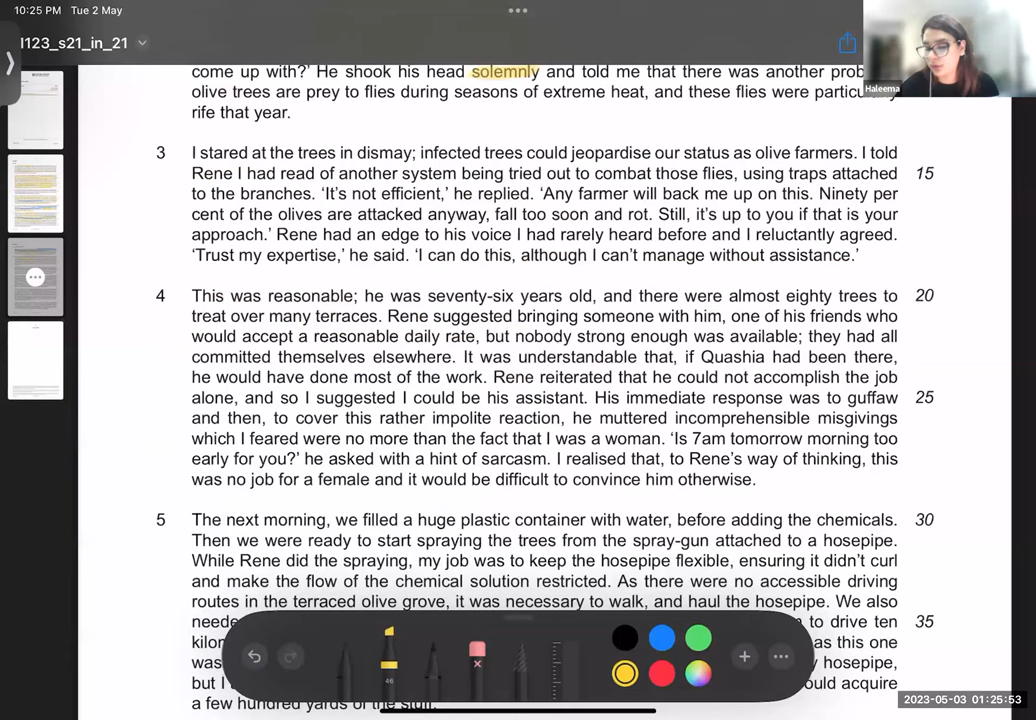 10:25 PM Tue 2 May
1123_s21_in_21
Haleema
come up with?' He shook his head solemnly and told me that there was another
olive trees are prey to flies during seasons of extreme heat, and these flies were
rife that year.
3 I stared at the trees in dismay; infected trees could jeopardise our status as olive farmers. I told
Rene I had read of another system being tried out to combat those flies, using traps attached 15
to the branches. 'It's not efficient,' he replied. 'Any farmer will back me up on this. Ninety per
cent of the olives are attacked anyway, fall too soon and rot. Still, it's up to you if that is your
approach.' Rene had an edge to his voice I had rarely heard before and I reluctantly agreed.
'Trust my expertise,' he said. 'I can do this, although I can't manage without assistance.'
4 This was reasonable; he was seventy-six years old, and there were almost eighty trees to 20
treat over many terraces. Rene suggested bringing someone with him, one of his friends who
would accept a reasonable daily rate, but nobody strong enough was available; they had all
committed themselves elsewhere. It was understandable that, if Quashia had been there,
he would have done most of the work. Rene reiterated that he could not accomplish the job
alone, and so I suggested I could be his assistant. His immediate response was to guffaw 25
and then, to cover this rather impolite reaction, he muttered incomprehensible misgivings
which I feared were no more than the fact that I was a woman. 'Is 7am tomorrow morning too
early for you?' he asked with a hint of sarcasm. I realised that, to Rene's way of thinking, this
was no job for a female and it would be difficult to convince him otherwise.
5 The next morning, we filled a huge plastic container with water, before adding the chemicals. 30
Then we were ready to start spraying the trees from the spray-gun attached to a hosepipe.
While Rene did the spraying, my job was to keep the hosepipe flexible, ensuring it didn't curl
and make the flow of the chemical solution restricted. As there were no accessible driving
routes in the terraced olive grove, it was necessary to walk, and haul the hosepipe. We also
to drive ten 35
as this one
was hosepipe,
but I acquire
a few hundred yards of the
46
2023-05-03 01:25:53